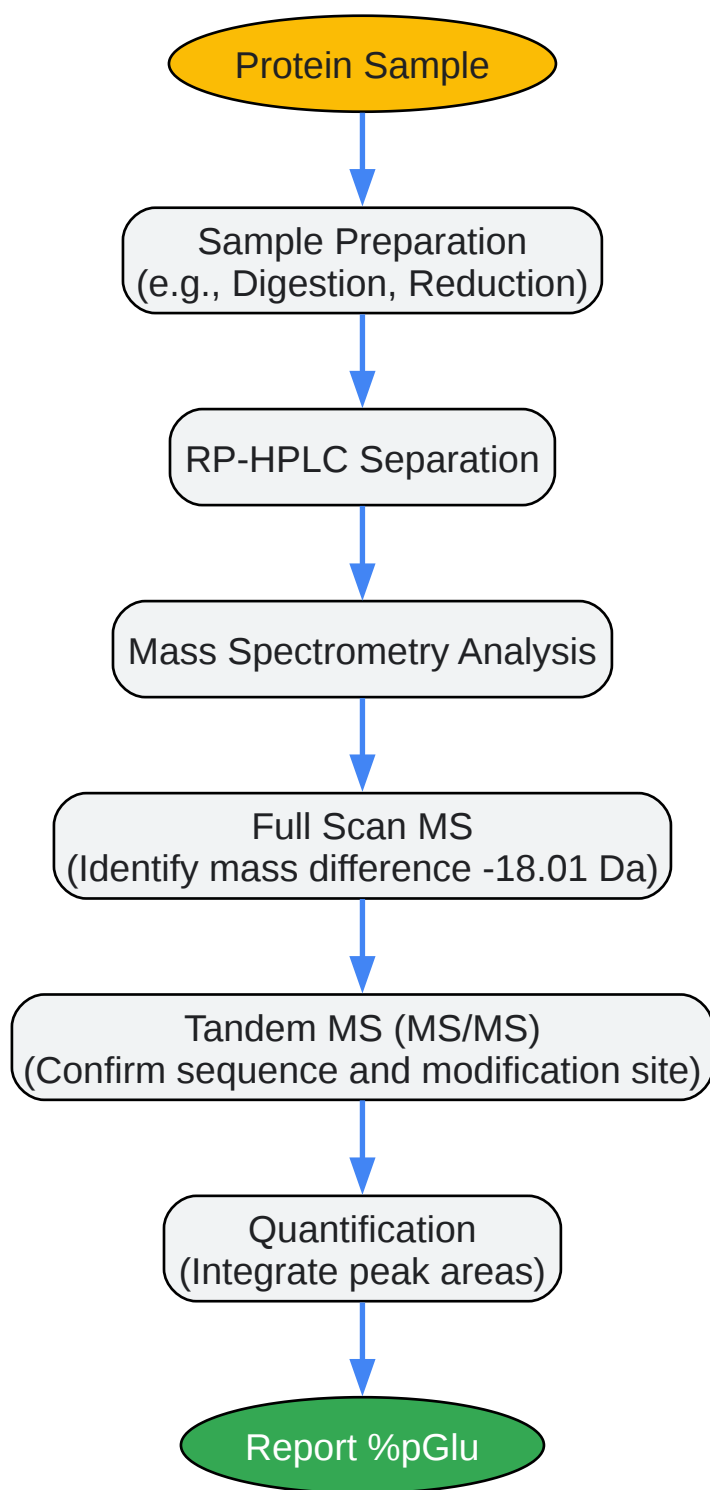 Protein Sample
Sample Preparation
(e.g., Digestion, Reduction)
RP-HPLC Separation
Mass Spectrometry Analysis
Full Scan MS
(Identify mass difference -18.01 Da)
Tandem MS (MS/MS)
(Confirm sequence and modification site)
Quantification
(Integrate peak areas)
Report %pGlu